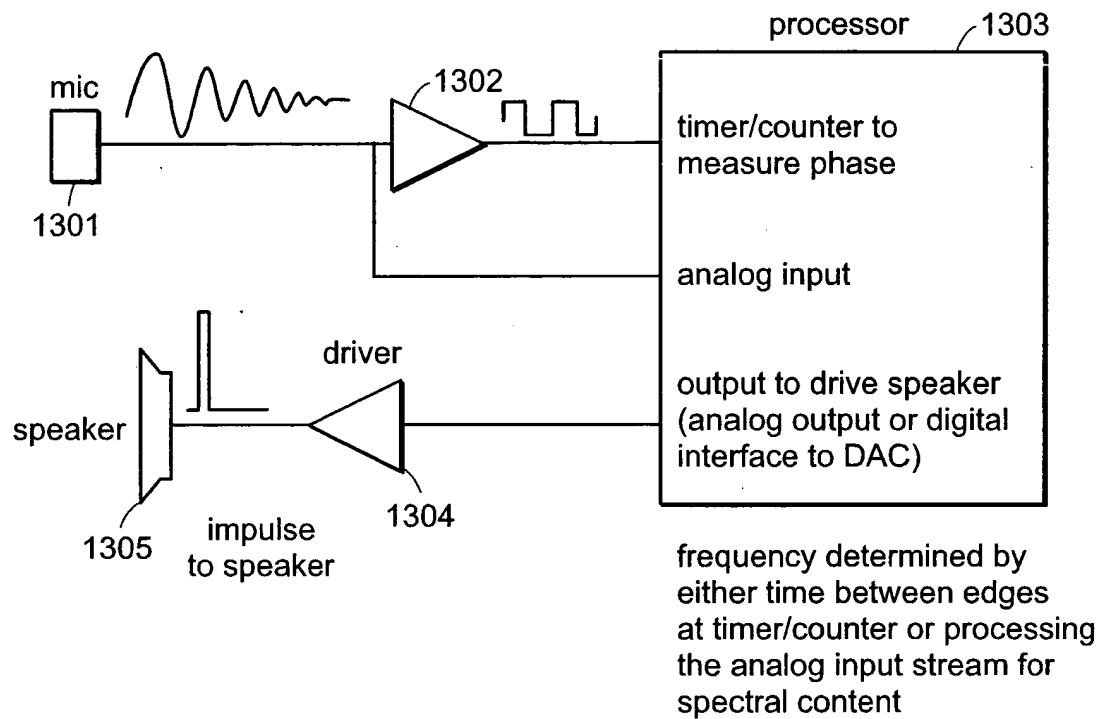 processor
1303
mic
1302
1301
timer/counter to
measure phase
analog input
driver
speaker
output to drive speaker
(analog output or digital
interface to DAC)
1304
1305
impulse
to speaker
frequency determined by
either time between edges
at timer/counter or processing
the analog input stream for
spectral content